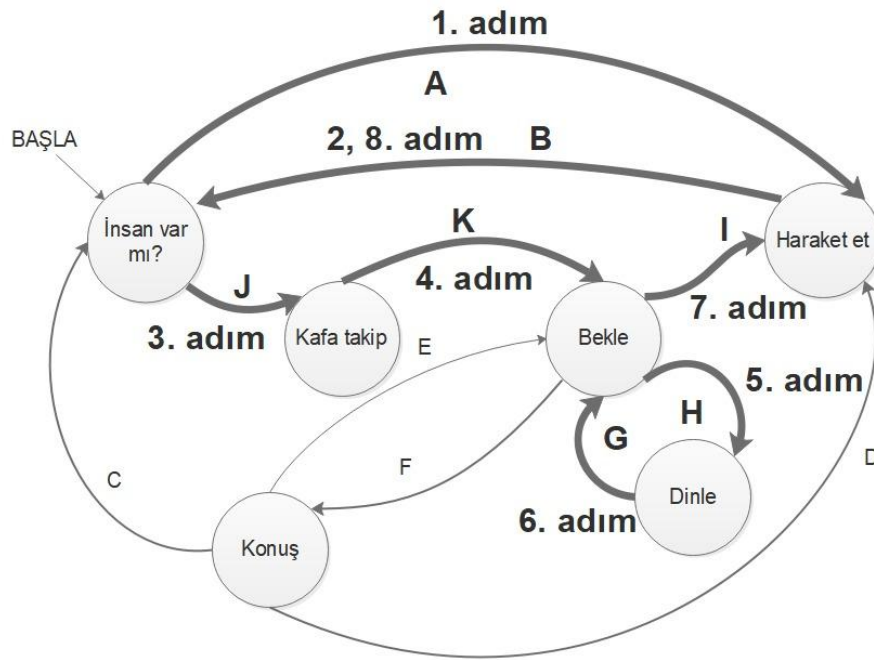 1. adım
A
BAŞLA
2, 8. adım
B
İnsan var
mı?
Haraket et
K
I
J
4. adım
3. adım
7. adım
Kafa takip
E
Bekle
5. adım
H
G
D
F
C
Dinle
6. adım
Konuş